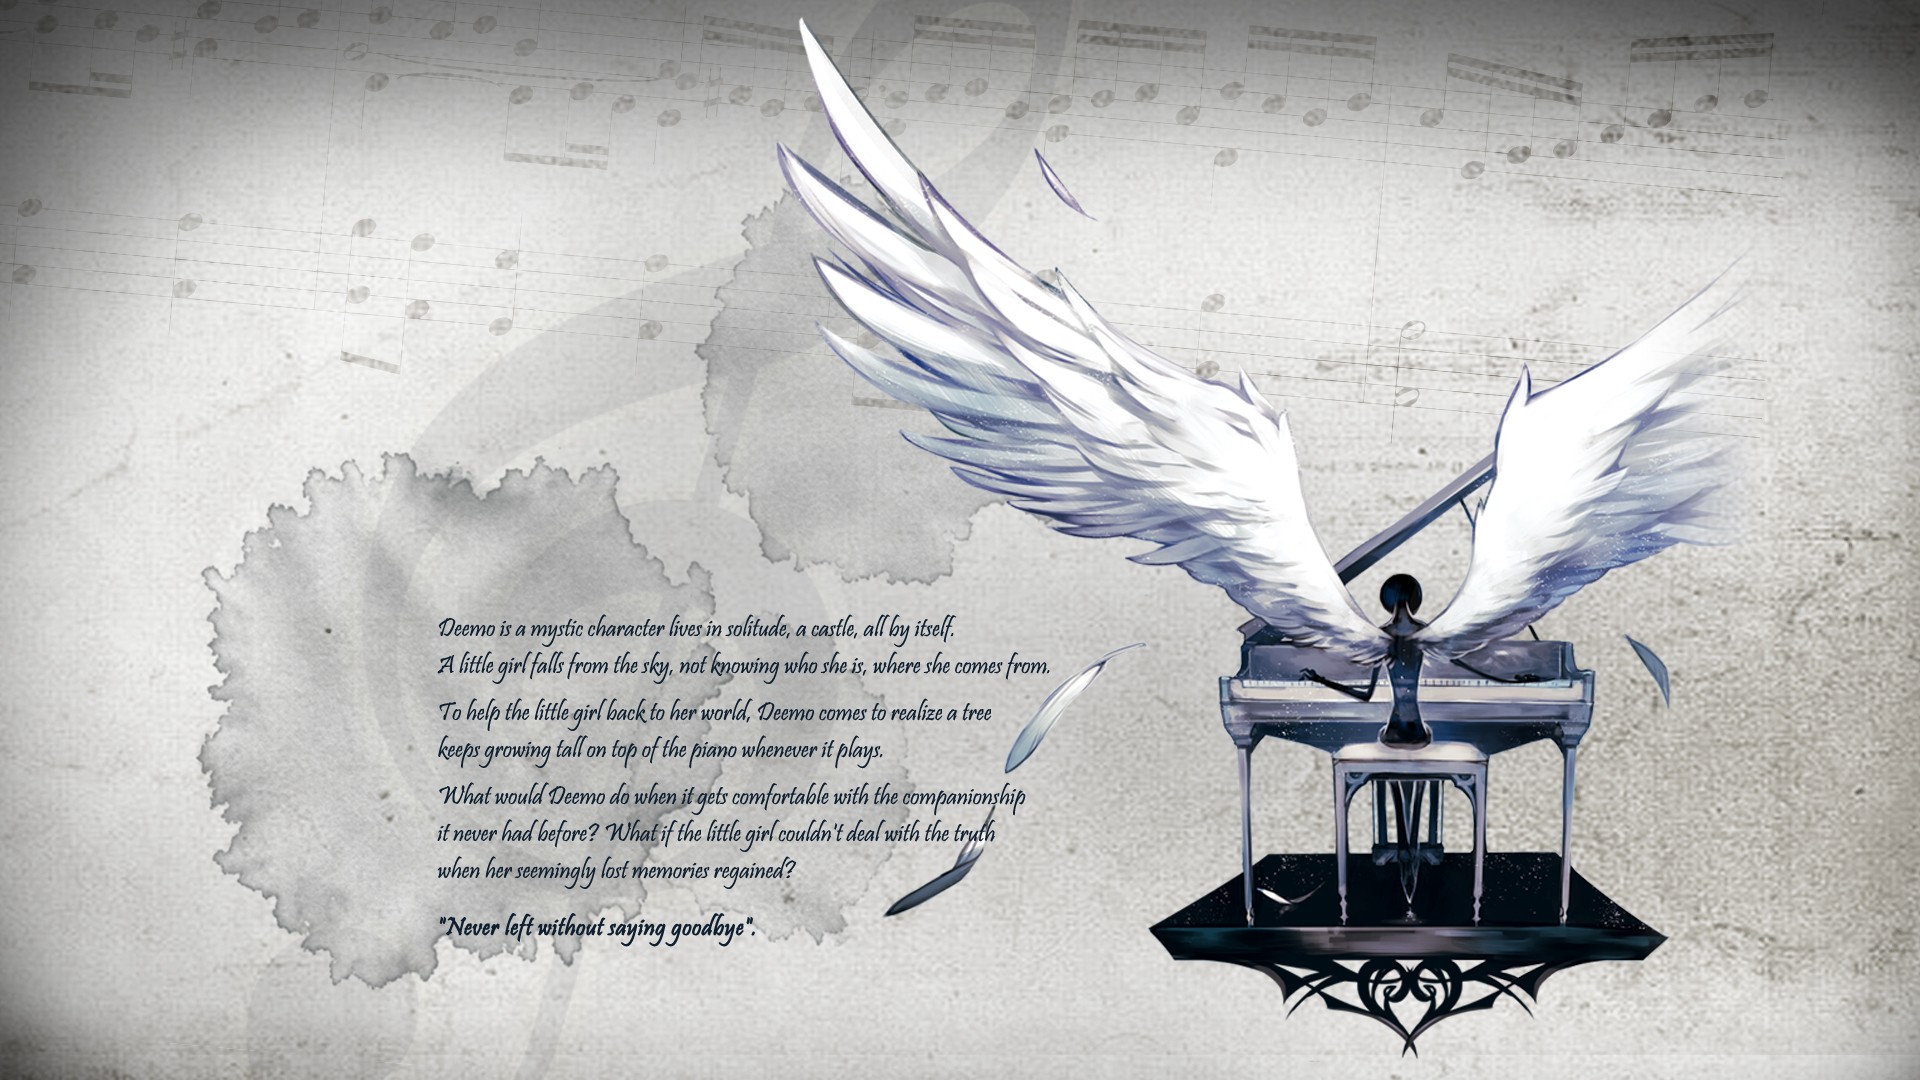 Deemo is a mystic character lives in solitude, a castle, all by itself.
A little girl falls from the sky, not knowing who she is, where she comes from.
To help the little girl back to her world, Deemo comes to realize a tree
keeps growing tall on top of the piano whenever it plays.
What would Deemo do when it gets comfortable with the companionship
it never had before? What if the little girl couldn't deal with the truth
when her seemingly lost memories regained?
"Never left without saying goodbye".